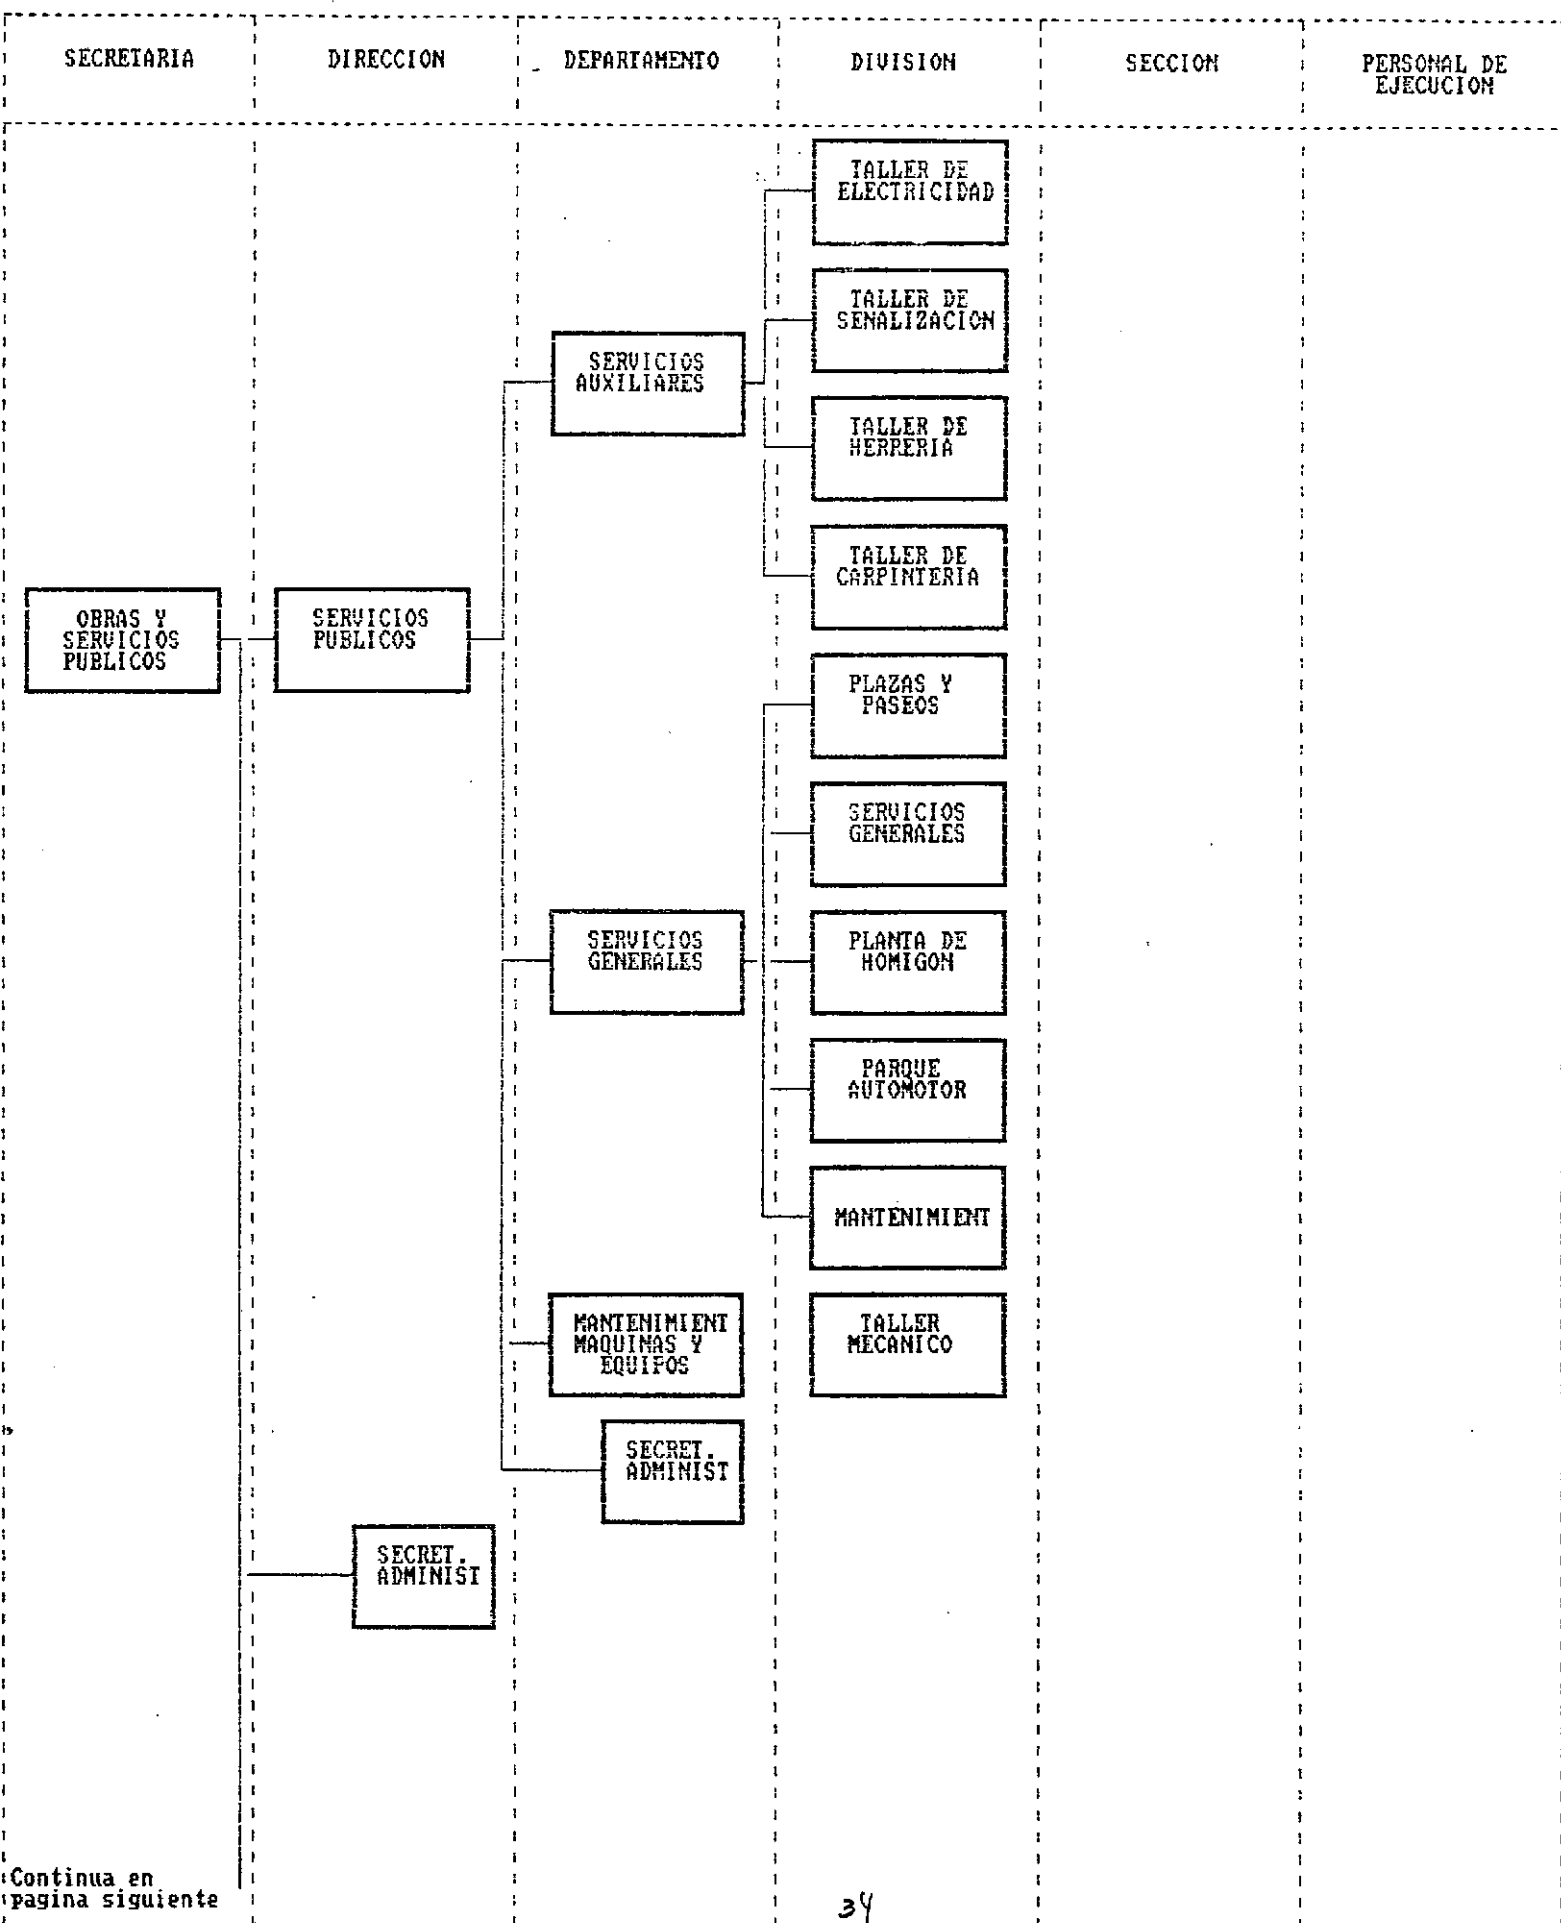 SECRETARIA
DIRECCION
DEPARTAMENTO
DIVISION
SECCION
PERSONAL DE
EJECUCION
TALLER DE
ELECTRICIDAD
TALLER DE
SENALIZACION
SERVICIOS
AUXILIARES
TALLER DE
HERRERIA
TALLER DE
CARPINTERIA
OBRAS Y
SERVICIOS
PUBLICOS
SERVICIOS
PUBLICOS
PLAZAS Y
PASEOS
SERVICIOS
GENERALES
SERVICIOS
GENERALES
PLANTA DE
HOMIGON
PARQUE
AUTOMOTOR
MANTENIMIENT
MANTENIMIENT
MAQUINAS Y
EQUIPOS
TALLER
MECANICO
SECRET.
ADMINIST
SECRET.
ADMINIST
Continua en
pagina siguiente
34